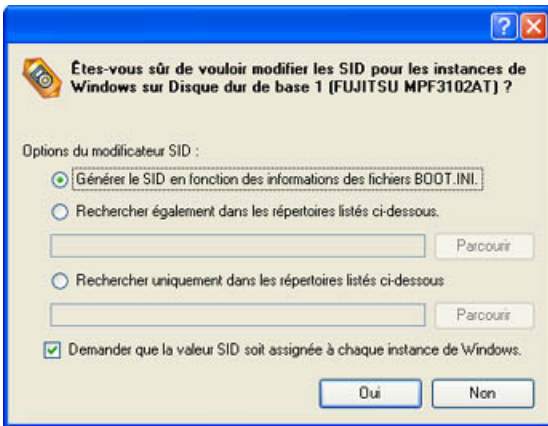 Êtes-vous sûr de vouloir modifier les SID pour les instances de
Windows sur Disque dur de base 1 (FUJITSU MPF3102AT) ?
Options du modificateur SID :
Générer le SID en fonction des informations des fichiers BOOT.INI.
Rechercher également dans les répertoires listés ci-dessous.
Parcourir
Rechercher uniquement dans les répertoires listés ci-dessous
Parcourir
Demander que la valeur SID soit assignée à chaque instance de Windows.
Oui Non